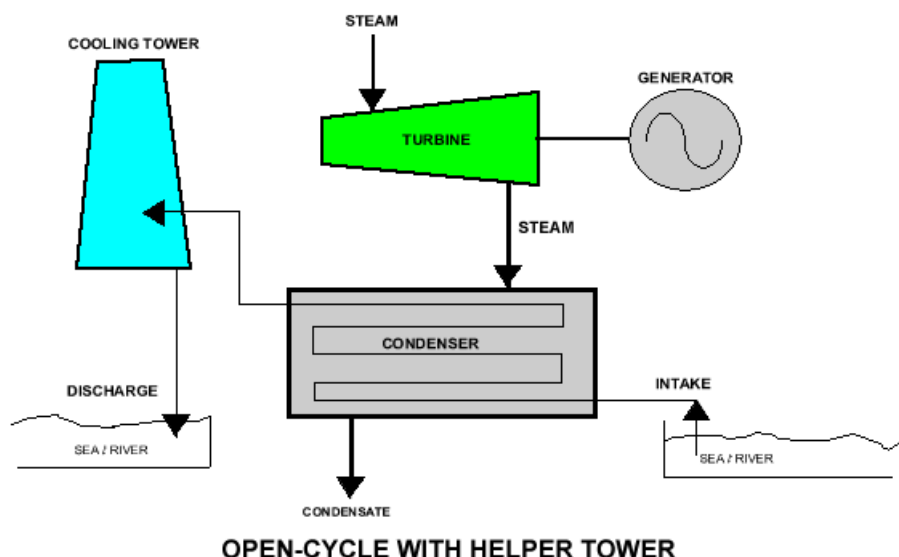 STEAM
COOLING TOWER
GENERATOR
TURBINE
STEAM
CONDENSER
DISCHARGE
INTAKE
SEA / RIVER
SEA / RIVER
CONDENSATE
OPEN-CYCLE WITH HELPER TOWER